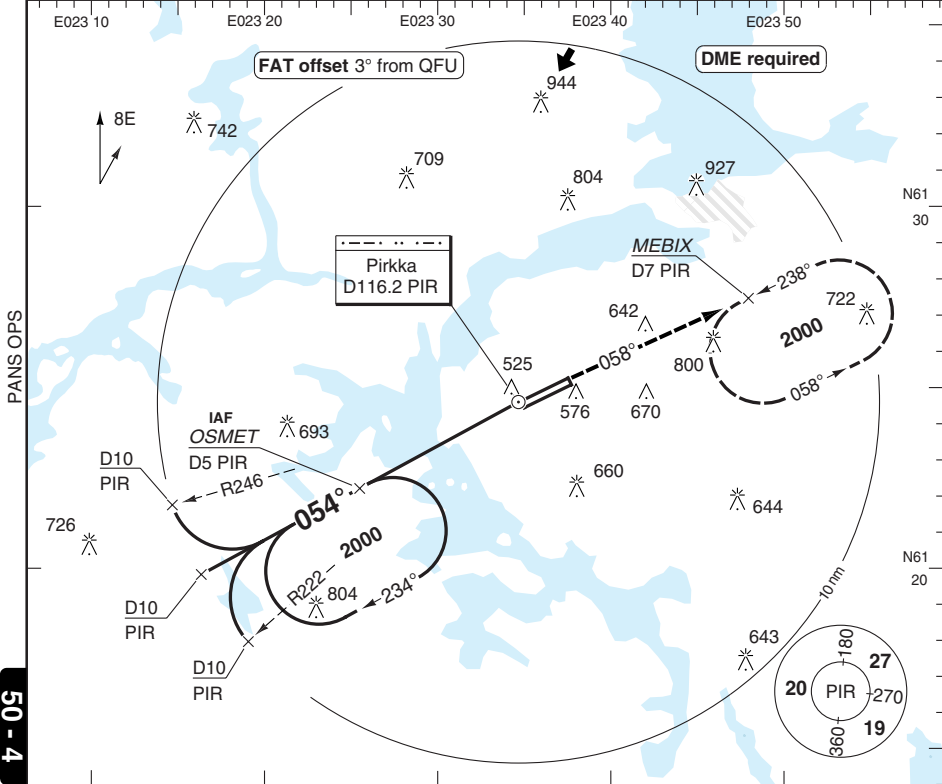 E023 10
E023 20
E023 30
E023 40
E023 50
FAT offset 3° from QFU
DME required
944
8E
742
709
804
927
N61
30
MEBIX
D7 PIR
Pirkka
D116.2 PIR
238°
722
642
2000
058°
800
PANS OPS
525
058°
576
670
IAF
OSMET
D5 PIR
693
D10
PIR
R246
660
054°
644
726
2000
N61
20
R222
804
234°
10 nm
D10
PIR
643
D10
PIR
180
27
20
PIR
270
19
360
50 - 4